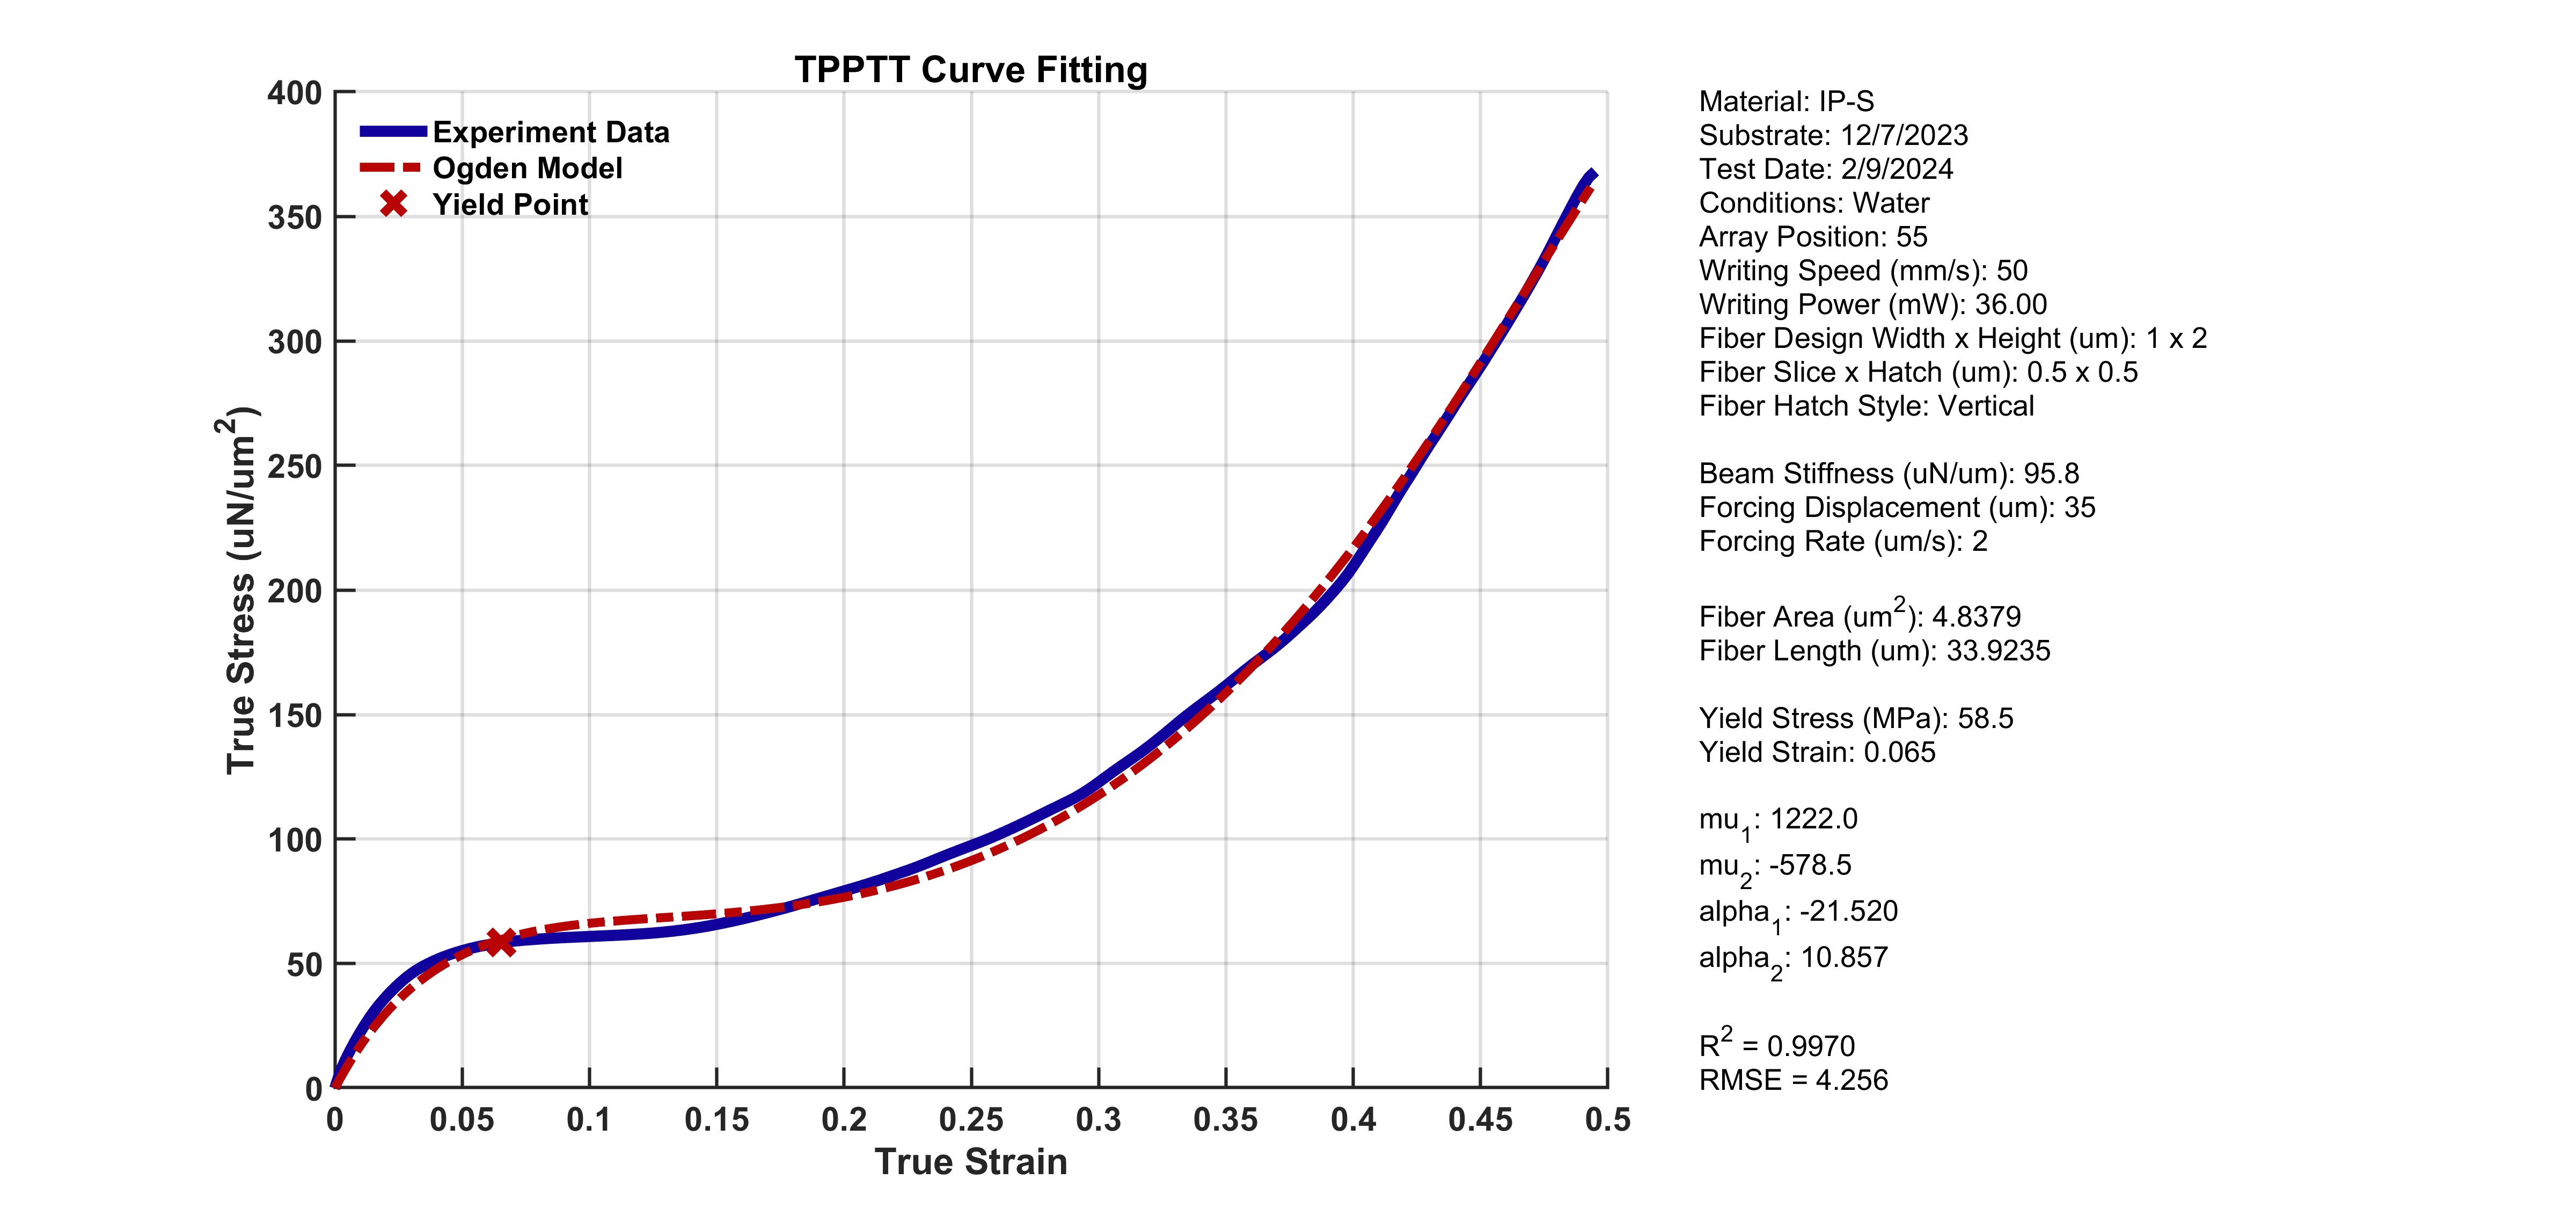 TPPTT Curve Fitting
400
350
300
250
200
150
100
50
0
True Stress (uN/um²)
Experiment Data
Ogden Model
Yield Point
0 0.05 0.1 0.15 0.2 0.25 0.3 0.35 0.4 0.45 0.5
True Strain
Material: IP-S
Substrate: 12/7/2023
Test Date: 2/9/2024
Conditions: Water
Array Position: 55
Writing Speed (mm/s): 50
Writing Power (mW): 36.00
Fiber Design Width x Height (um): 1 x 2
Fiber Slice x Hatch (um): 0.5 x 0.5
Fiber Hatch Style: Vertical
Beam Stiffness (uN/um): 95.8
Forcing Displacement (um): 35
Forcing Rate (um/s): 2
Fiber Area (um²): 4.8379
Fiber Length (um): 33.9235
Yield Stress (MPa): 58.5
Yield Strain: 0.065
mu₁: 1222.0
mu₂: -578.5
alpha₁: -21.520
alpha₂: 10.857
R² = 0.9970
RMSE = 4.256